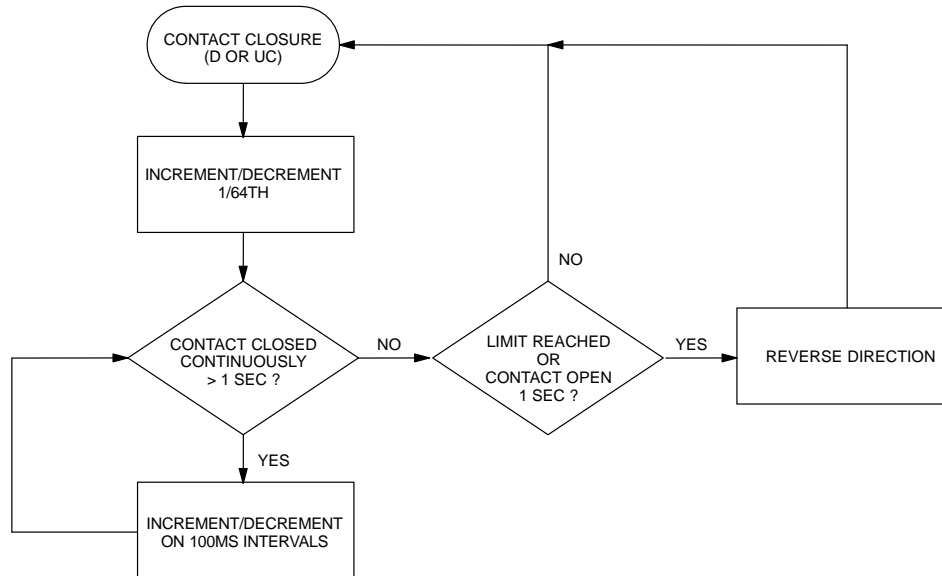 CONTACT CLOSURE
(D OR UC)
INCREMENT/DECREMENT
1/64TH
CONTACT CLOSED
CONTINUOUSLY
> 1 SEC ?
NO
YES
INCREMENT/DECREMENT
ON 100MS INTERVALS
LIMIT REACHED
OR
CONTACT OPEN
1 SEC ?
NO
YES
REVERSE DIRECTION